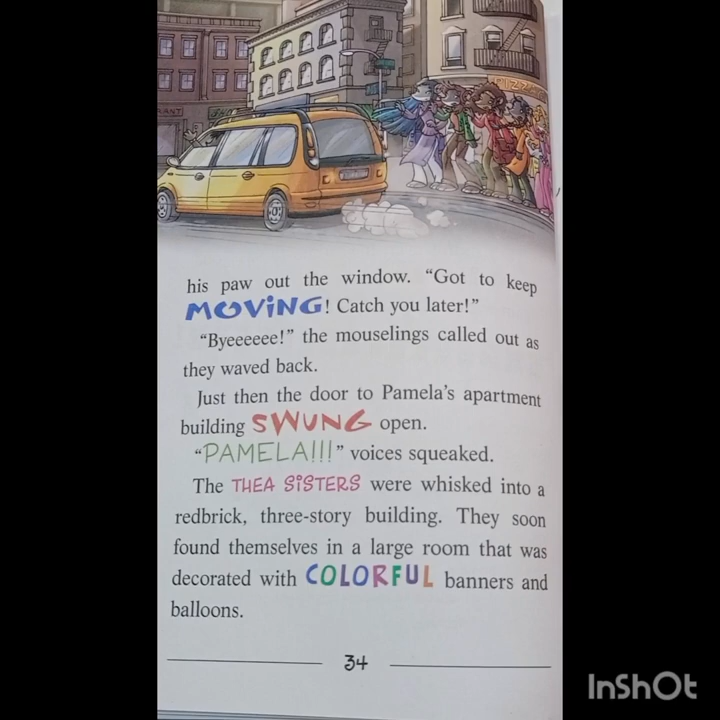 his paw out the window. “Got to keep
MOVING! Catch you later!”
“Byeeeeee!” the mouselings called out as
they waved back.
Just then the door to Pamela’s apartment
building SWUNG open.
“PAMELA!!!” voices squeaked.
The THEA SISTERS were whisked into a
redbrick, three-story building. They soon
found themselves in a large room that was
decorated with COLORFUL banners and
balloons.
34
InShOt